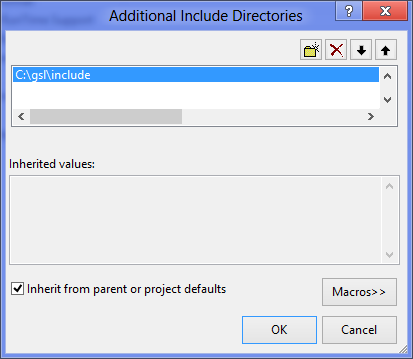 Additional Include Directories
?
C:\gsl\include
Inherited values:
Inherit from parent or project defaults
Macros>>
OK
Cancel